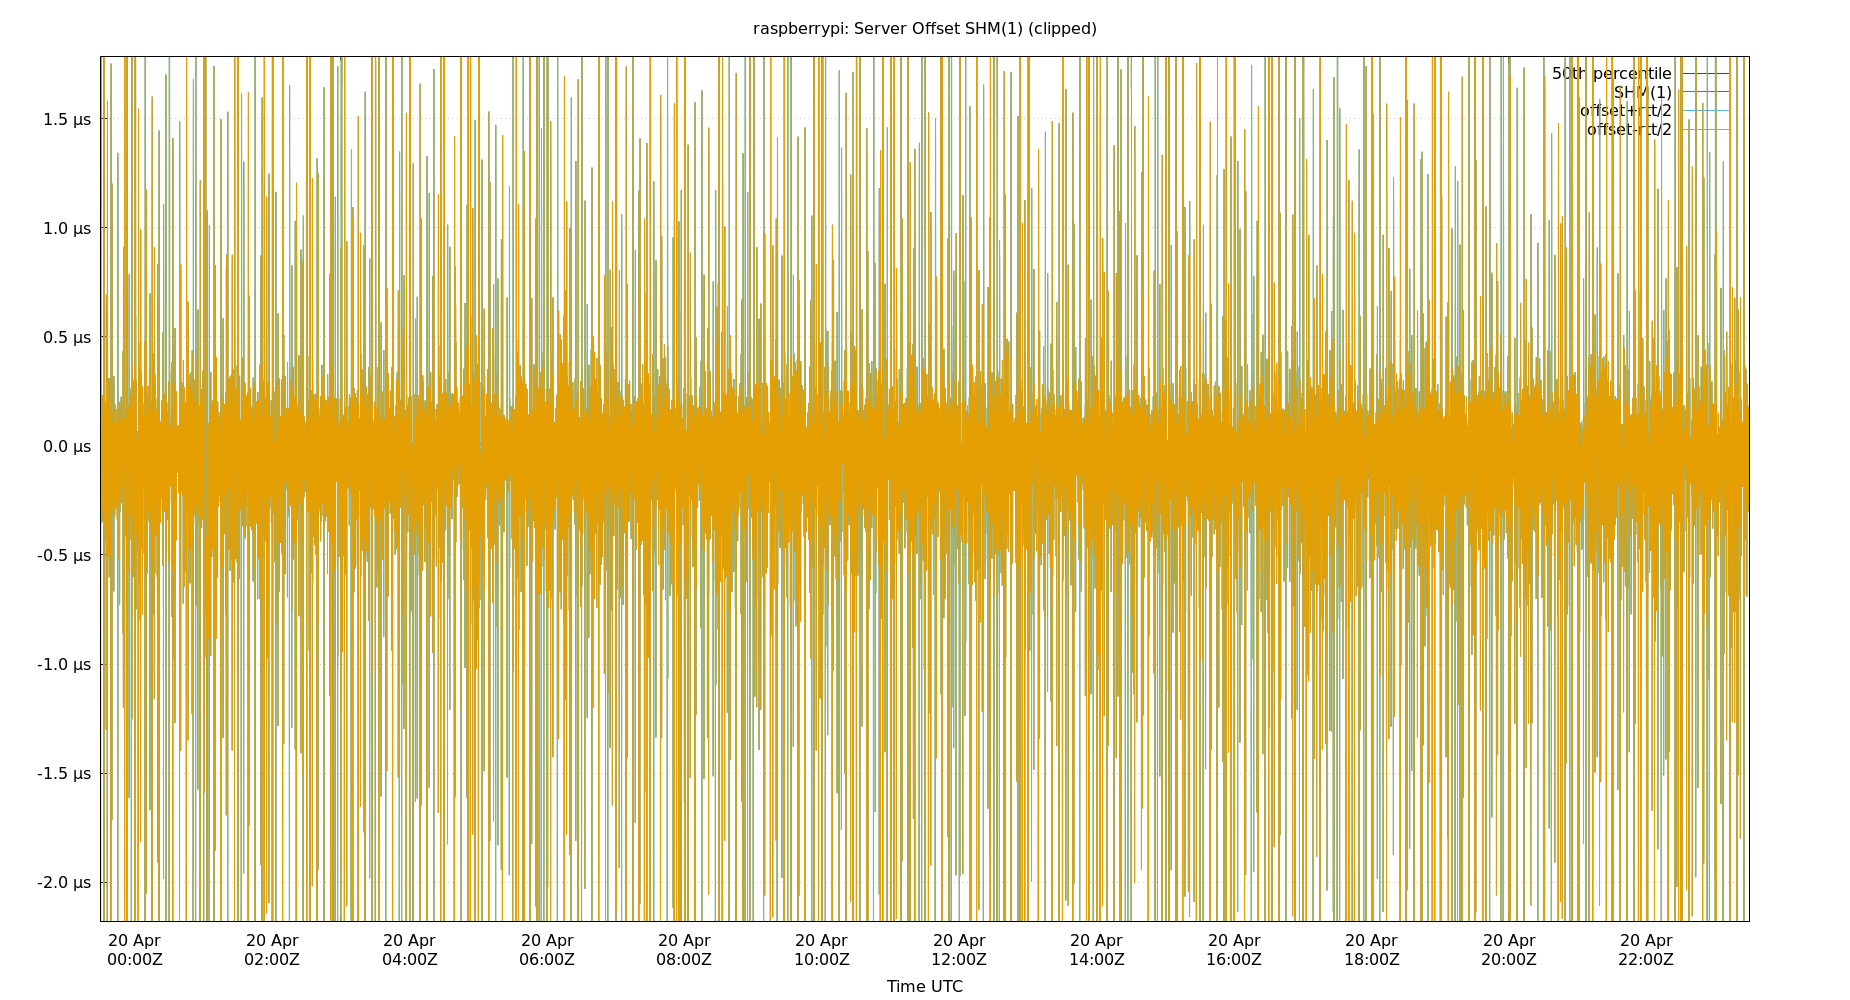 raspberrypi: Server Offset SHM(1) (clipped)
50th percentile
SHM(1)
offset+rtt/2
offset-rtt/2
1.5 µs
1.0 µs
0.5 µs
0.0 µs
-0.5 µs
-1.0 µs
-1.5 µs
-2.0 µs
20 Apr 20 Apr 20 Apr 20 Apr 20 Apr 20 Apr 20 Apr 20 Apr 20 Apr 20 Apr 20 Apr 20 Apr
00:00Z 02:00Z 04:00Z 06:00Z 08:00Z 10:00Z 12:00Z 14:00Z 16:00Z 18:00Z 20:00Z 22:00Z
Time UTC